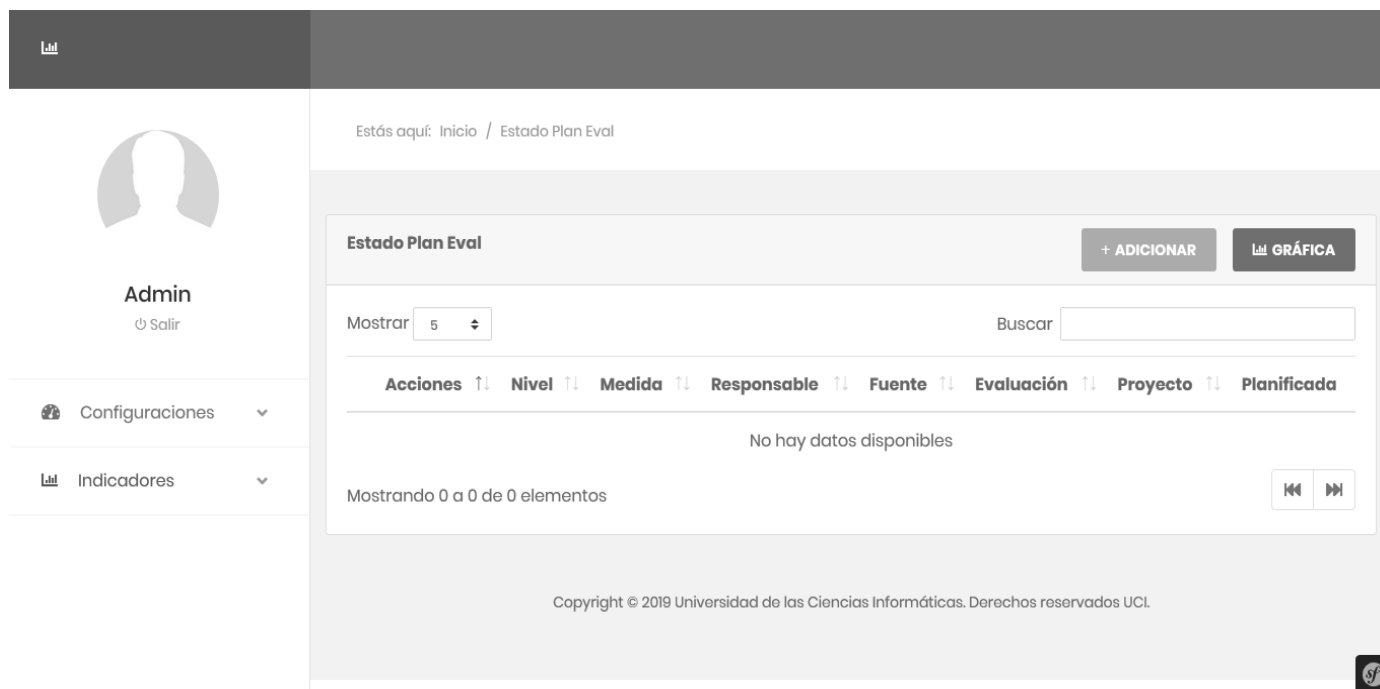 Estás aquí: Inicio / Estado Plan Eval
Admin
Salir
Configuraciones
Indicadores
Estado Plan Eval
+ ADICIONAR
GRÁFICA
Mostrar 5
Buscar
Acciones Nivel Medida Responsable Fuente Evaluación Proyecto Planificada
No hay datos disponibles
Mostrando 0 a 0 de 0 elementos
Copyright © 2019 Universidad de las Ciencias Informáticas. Derechos reservados UCI.
sf